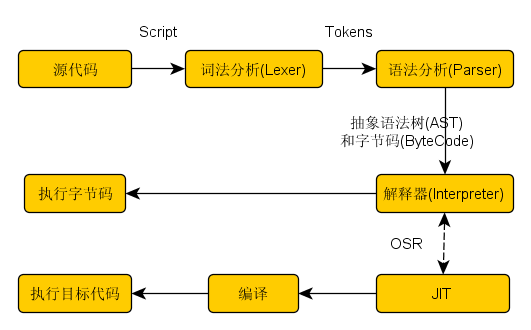 Script
Tokens
源代码
词法分析(Lexer)
语法分析(Parser)
抽象语法树(AST)
和字节码(ByteCode)
执行字节码
解释器(Interpreter)
OSR
执行目标代码
编译
JIT